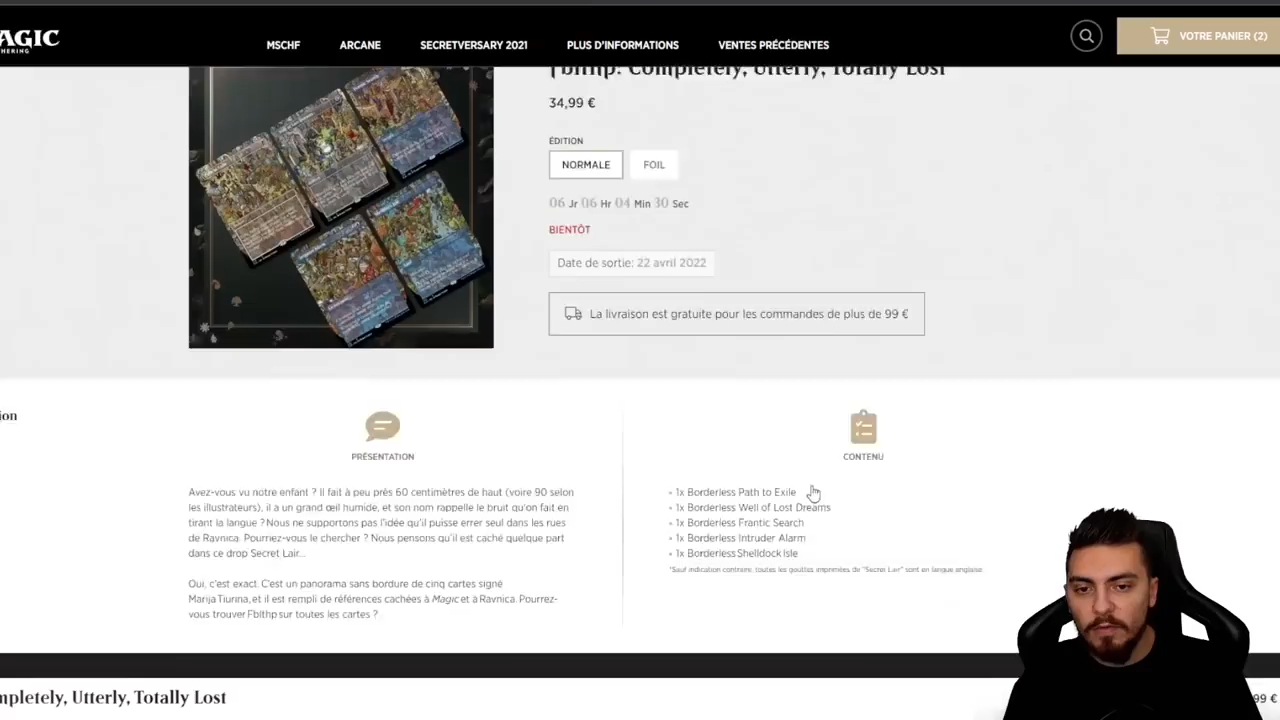 AGIC
HERING
MSCHF
ARCANE
SECRETVERSARY 2021
PLUS D'INFORMATIONS
VENTES PRÉCÉDENTES
VOTRE PANIER (2)
Fblthp: Completely, Utterly, Totally Lost
34,99 €
ÉDITION
NORMALE
FOIL
06 Jr 06 Hr 04 Min 30 Sec
BIENTÔT
Date de sortie: 22 avril 2022
La livraison est gratuite pour les commandes de plus de 99 €
ion
PRÉSENTATION
Avez-vous vu notre enfant ? Il fait à peu près 60 centimètres de haut (voire 90 selon
les illustrateurs), il a un grand œil humide, et son nom rappelle le bruit qu'on fait en
tirant la langue ? Nous ne supportons pas l'idée qu'il puisse errer seul dans les rues
de Ravnica. Pourriez-vous le chercher ? Nous pensons qu'il est caché quelque part
dans ce drop Secret Lair...
Oui, c'est exact. C'est un panorama sans bordure de cinq cartes signé
Marija Tiurina, et il est rempli de références cachées à Magic et à Ravnica. Pourrez-
vous trouver Fblthp sur toutes les cartes ?
CONTENU
• 1x Borderless Path to Exile
• 1x Borderless Well of Lost Dreams
• 1x Borderless Frantic Search
• 1x Borderless Intruder Alarm
• 1x Borderless Shelldock Isle
*Sauf indication contraire, toutes les gouttes imprimées de "Secret Lair" sont en langue anglaise.
mpletely, Utterly, Totally Lost
99 €